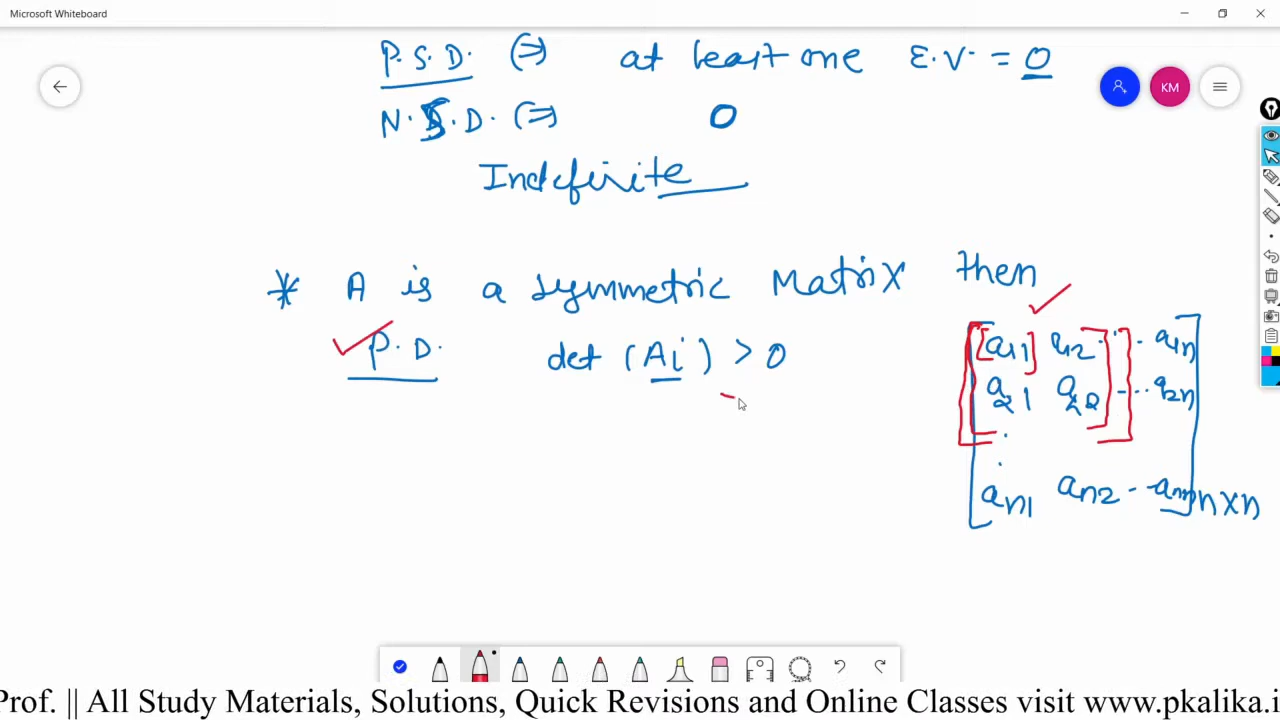 Microsoft Whiteboard
P.S.D. (⇒ at least one E.V. = 0
KM
N.S.D. (⇒ 0
Indefinite
* A is a symmetric Matrix then
P.D. det (Ai) > 0
[a11] a12 . . . a1n
a21 a22 - . . . a2n
.
.
an1 an2 - - ann n×n
Prof. || All Study Materials, Solutions, Quick Revisions and Online Classes visit www.pkalika.i